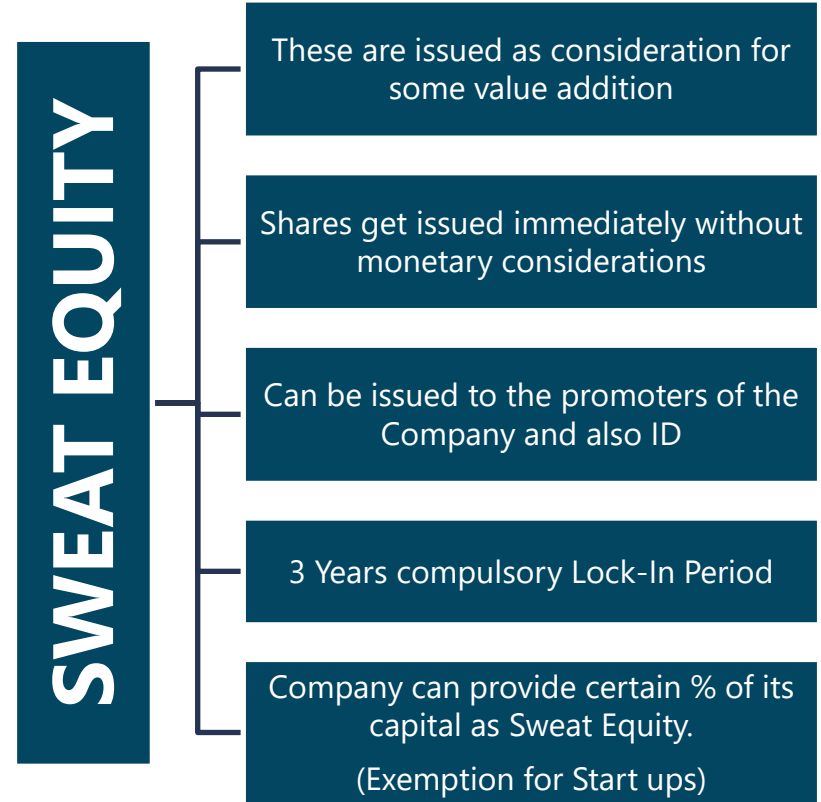 SWEAT EQUITY
These are issued as consideration for
some value addition
Shares get issued immediately without
monetary considerations
Can be issued to the promoters of the
Company and also ID
3 Years compulsory Lock-In Period
Company can provide certain % of its
capital as Sweat Equity.
(Exemption for Start ups)